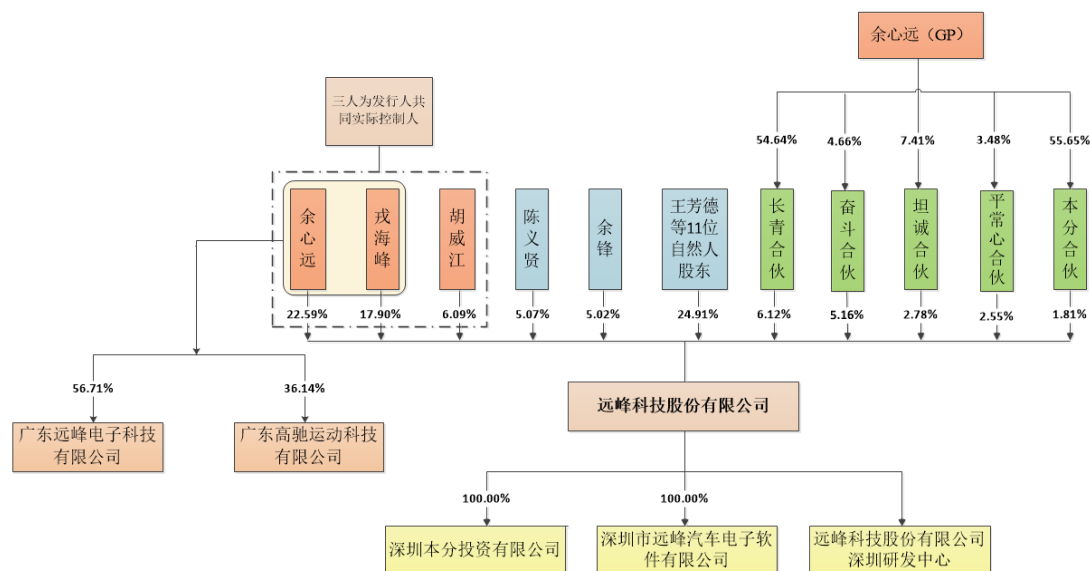 余心远（GP）
三人为发行人共
同实际控制人
54.64%
4.66%
7.41%
3.48%
55.65%
余心远
戎海峰
胡威江
陈义贤
余锋
王芳德
等11位
自然人
股东
长青合伙
奋斗合伙
坦诚合伙
平常心合伙
本分合伙
22.59%
17.90%
6.09%
5.07%
5.02%
24.91%
6.12%
5.16%
2.78%
2.55%
1.81%
56.71%
36.14%
远峰科技股份有限公司
广东远峰电子科技
有限公司
广东高驰运动科技
有限公司
100.00%
100.00%
深圳本分投资有限公司
深圳市远峰汽车电子软
件有限公司
远峰科技股份有限公司
深圳研发中心